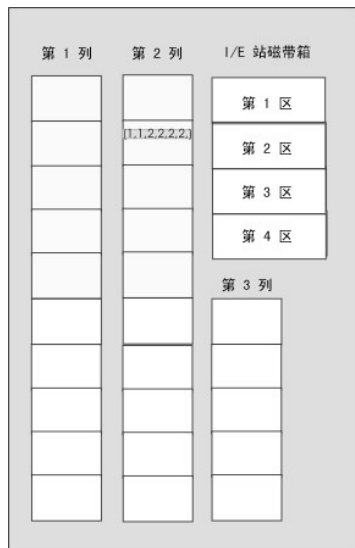 第 1 列
第 2 列
I/E 站磁带箱
第 1 区
[1,1,2,2,2,2,]
第 2 区
第 3 区
第 4 区
第 3 列